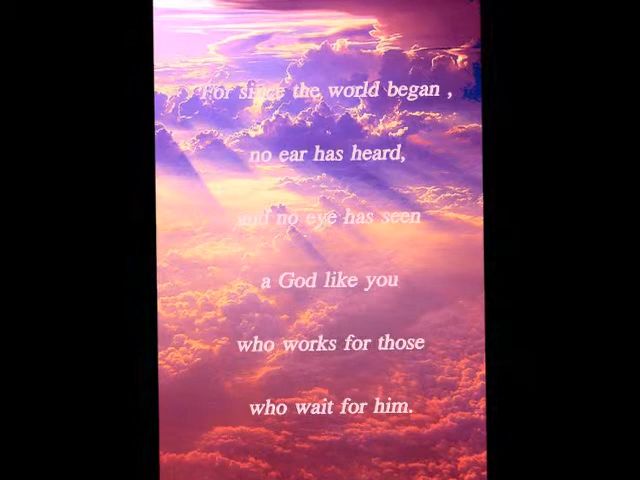 For since the world began ,
no ear has heard,
and no eye has seen
a God like you
who works for those
who wait for him.